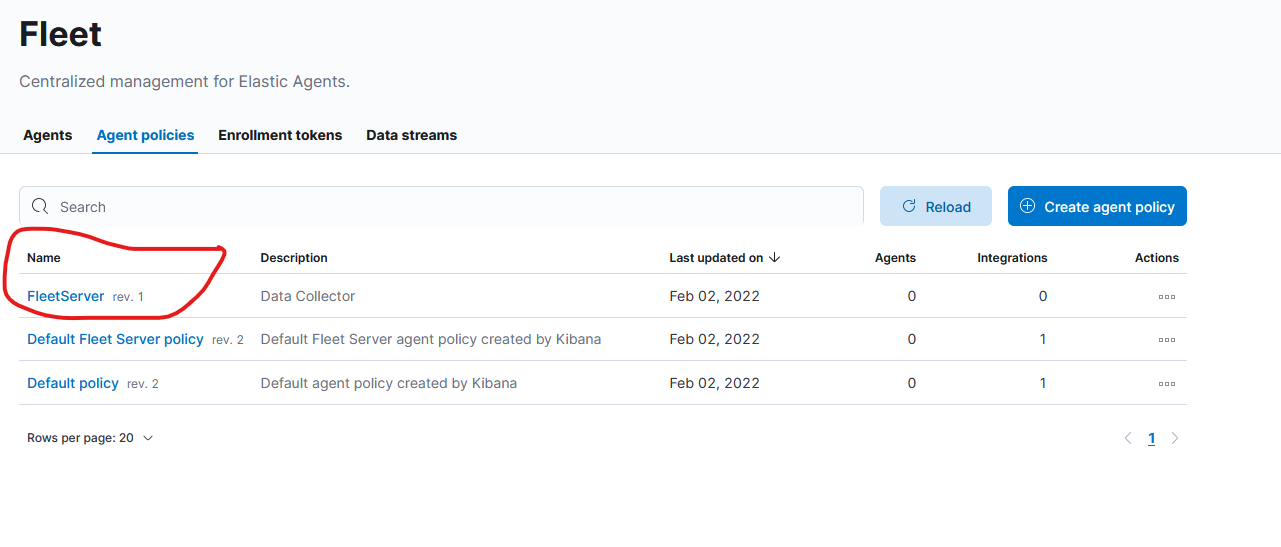 Fleet
Centralized management for Elastic Agents.
Agents Agent policies Enrollment tokens Data streams
Search Reload Create agent policy
Name Description Last updated on Agents Integrations Actions
FleetServer rev. 1 Data Collector Feb 02, 2022 0 0
Default Fleet Server policy rev. 2 Default Fleet Server agent policy created by Kibana Feb 02, 2022 0 1
Default policy rev. 2 Default agent policy created by Kibana Feb 02, 2022 0 1
Rows per page: 20 1